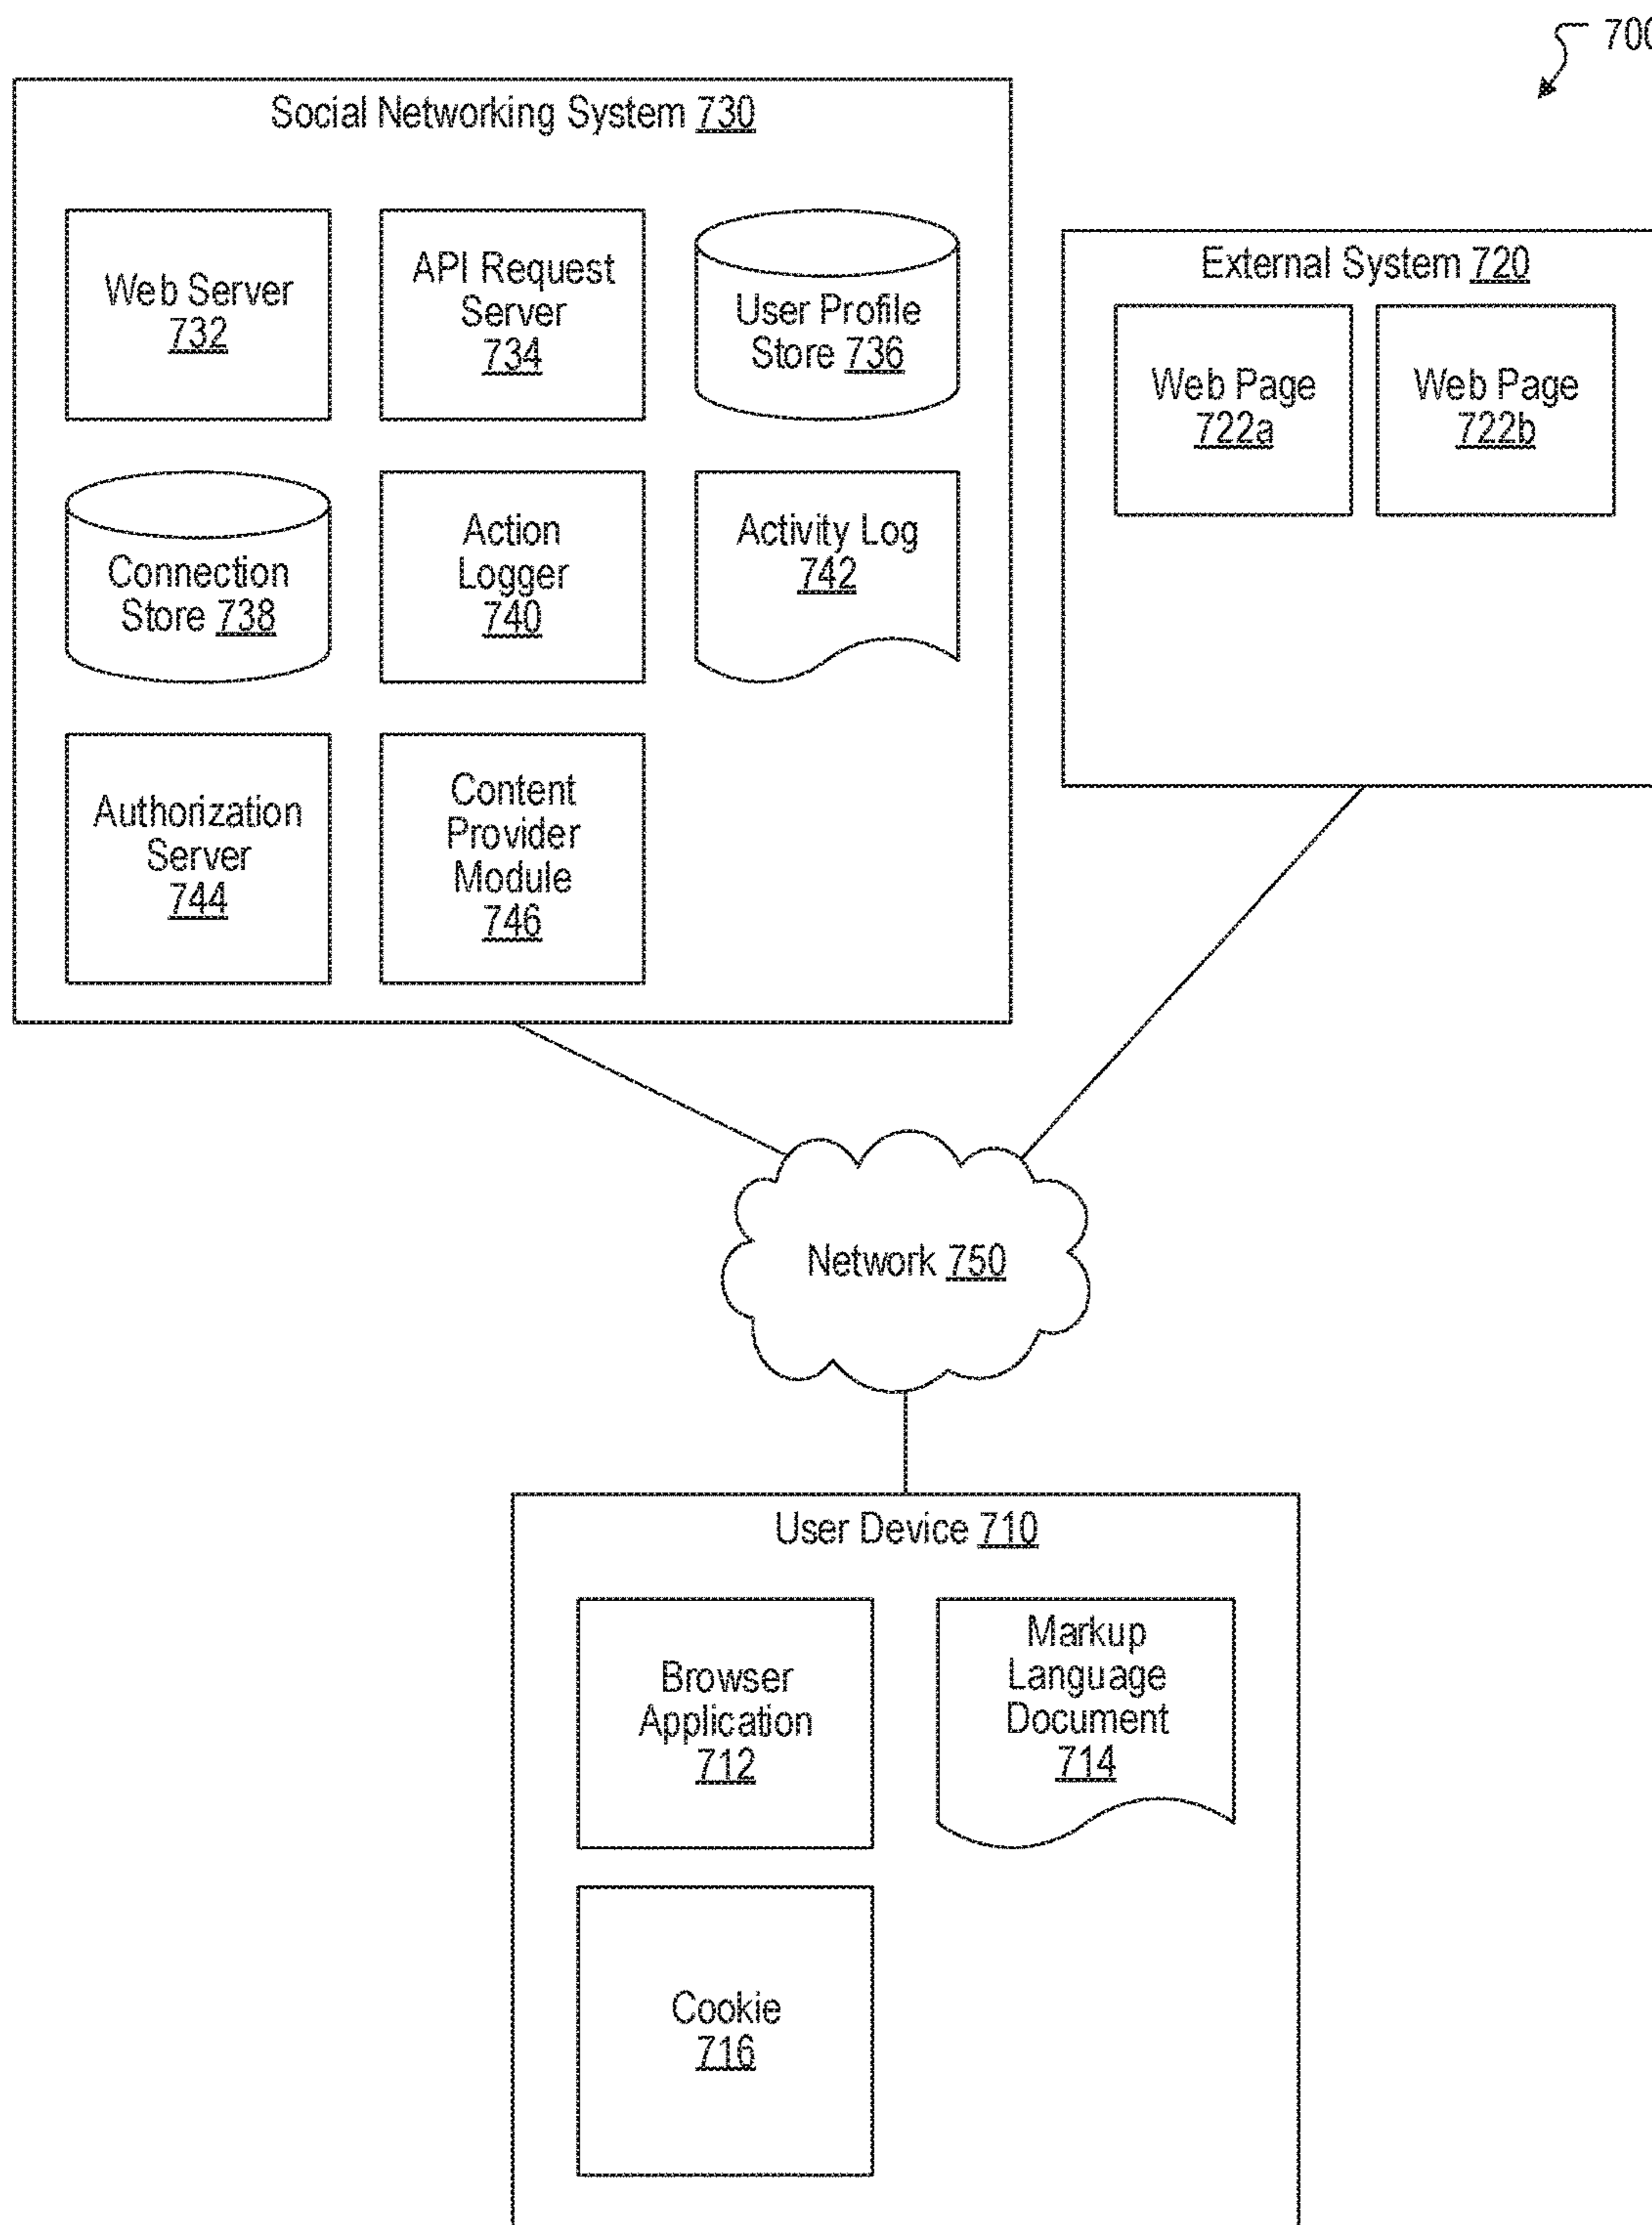 700
Social Networking System 730
Web Server
732
API Request
Server
734
User Profile
Store 736
Connection
Store 738
Action
Logger
740
Activity Log
742
Authorization
Server
744
Content
Provider
Module
746
External System 720
Web Page
722a
Web Page
722b
Network 750
User Device 710
Browser
Application
712
Markup
Language
Document
714
Cookie
716